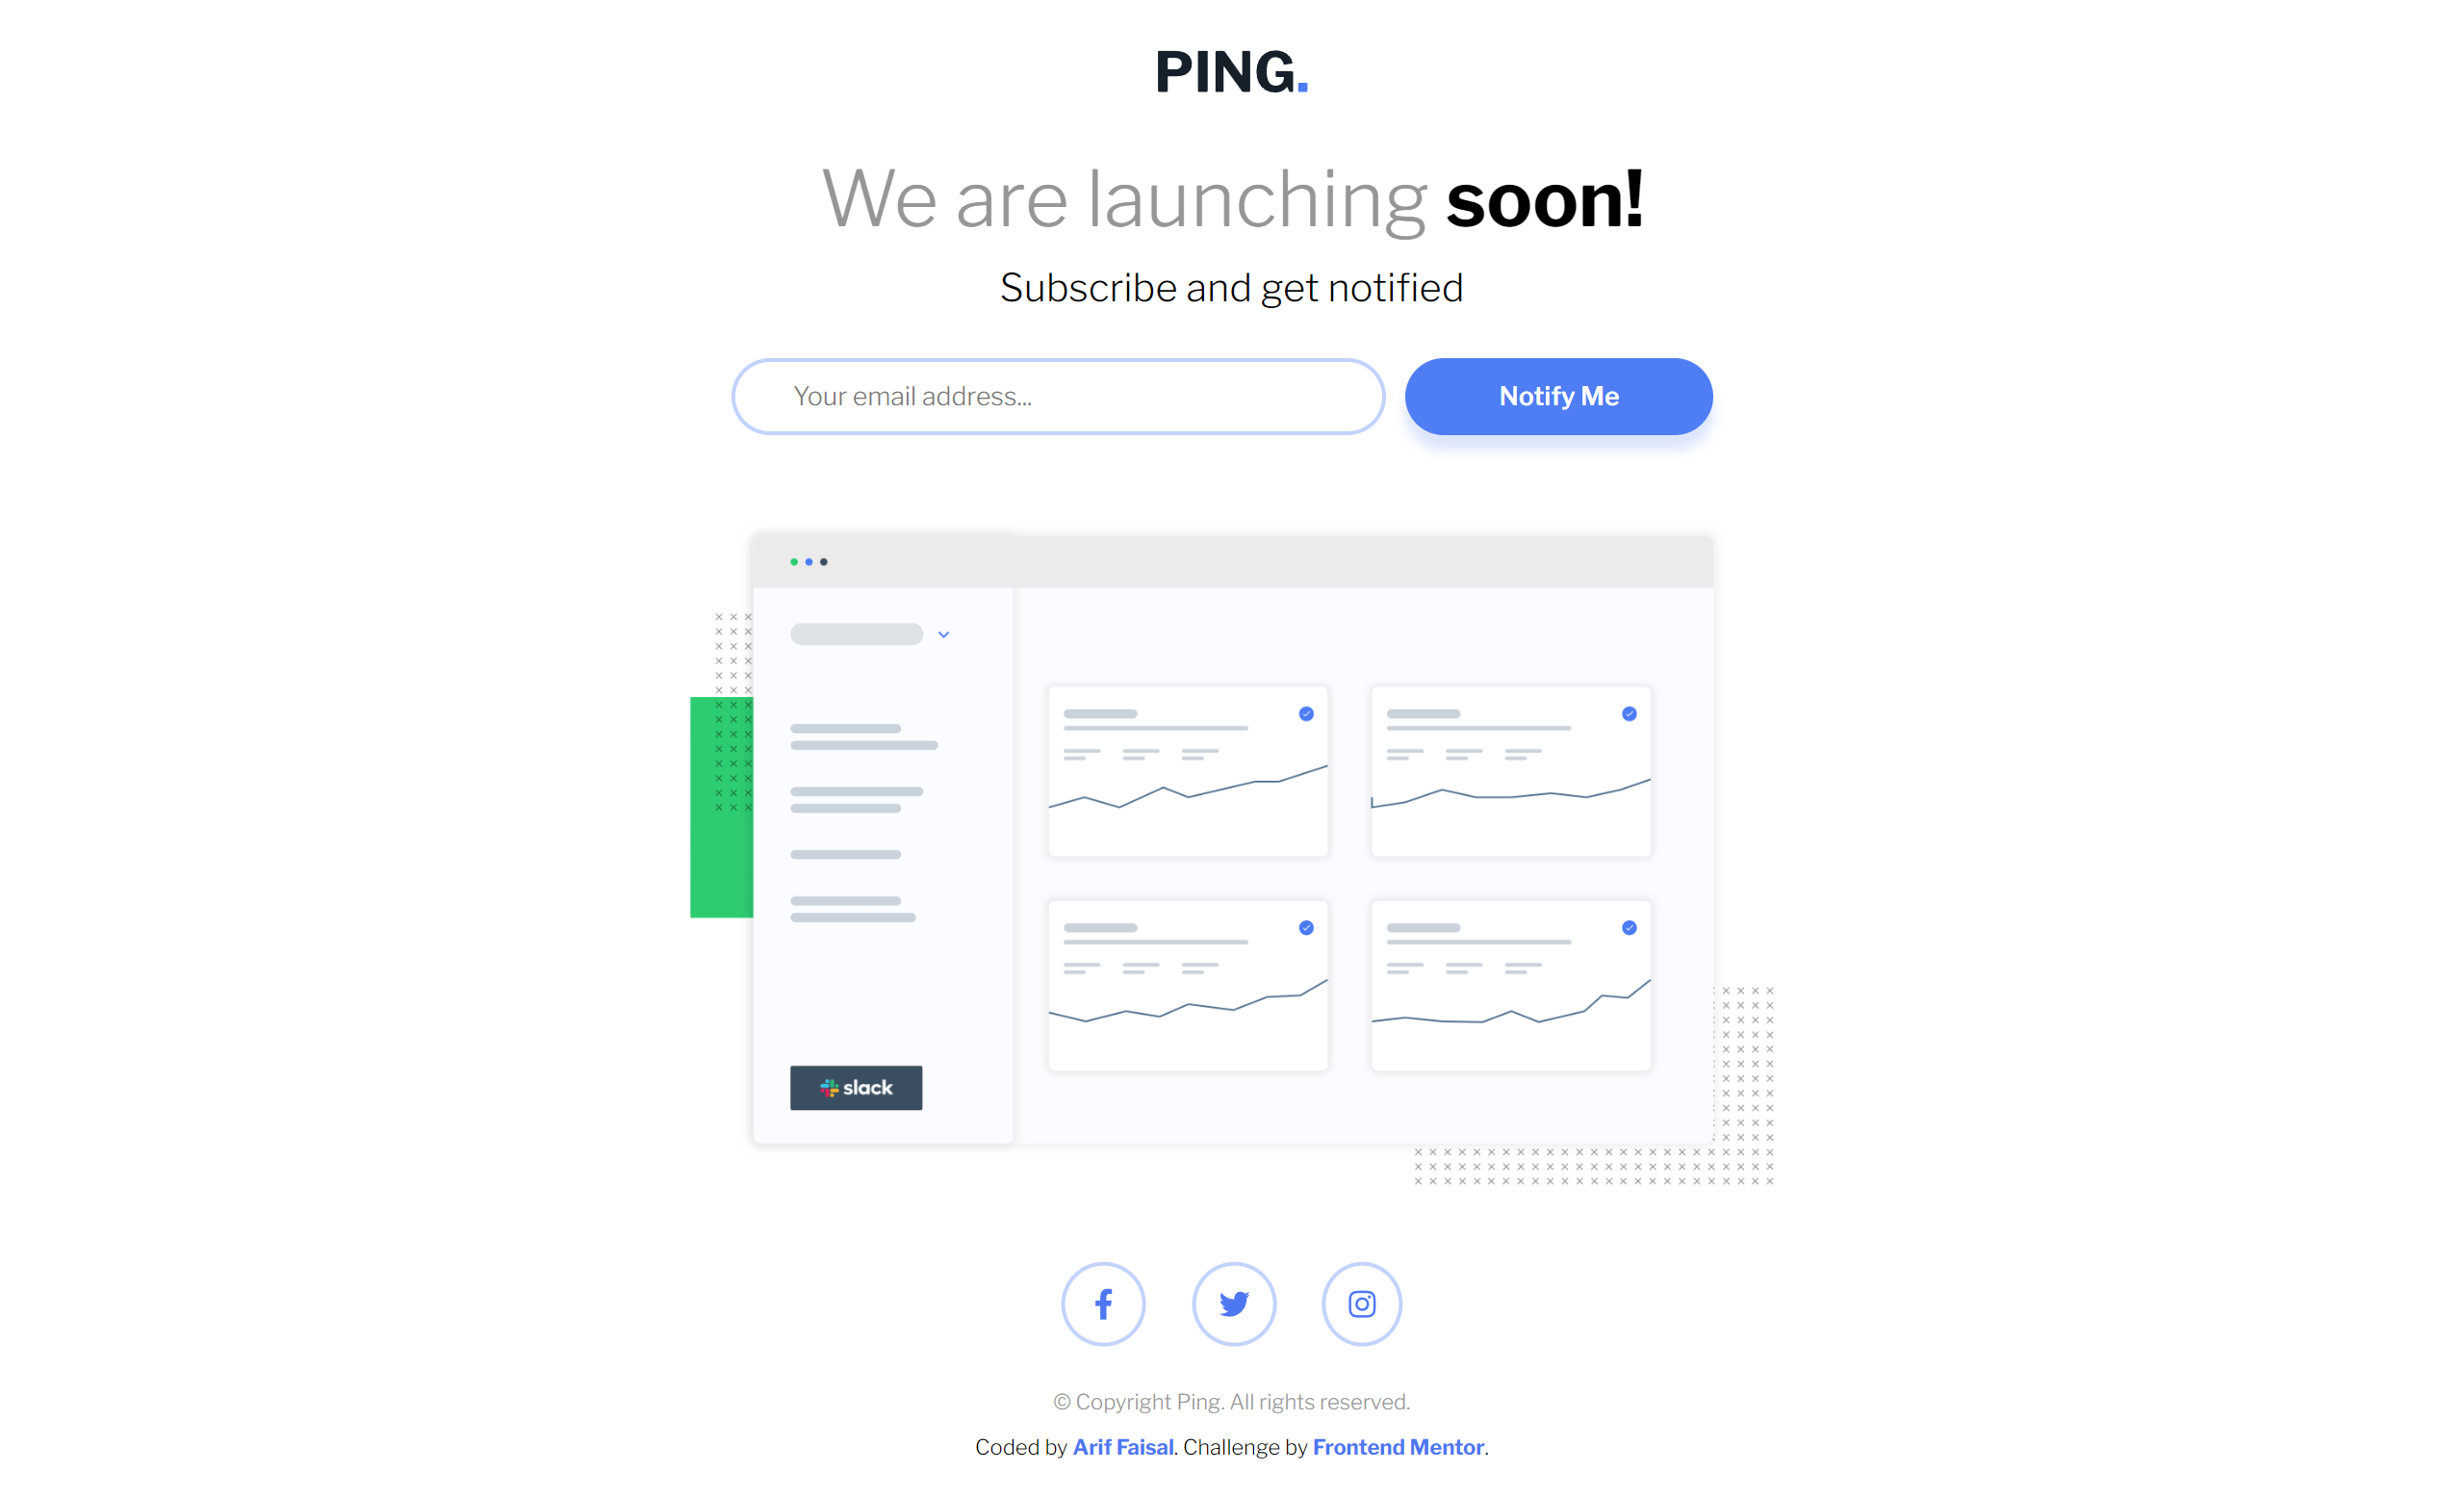 PING.
We are launching soon!
Subscribe and get notified
Your email address...
Notify Me
slack
© Copyright Ping. All rights reserved.
Coded by Arif Faisal. Challenge by Frontend Mentor.